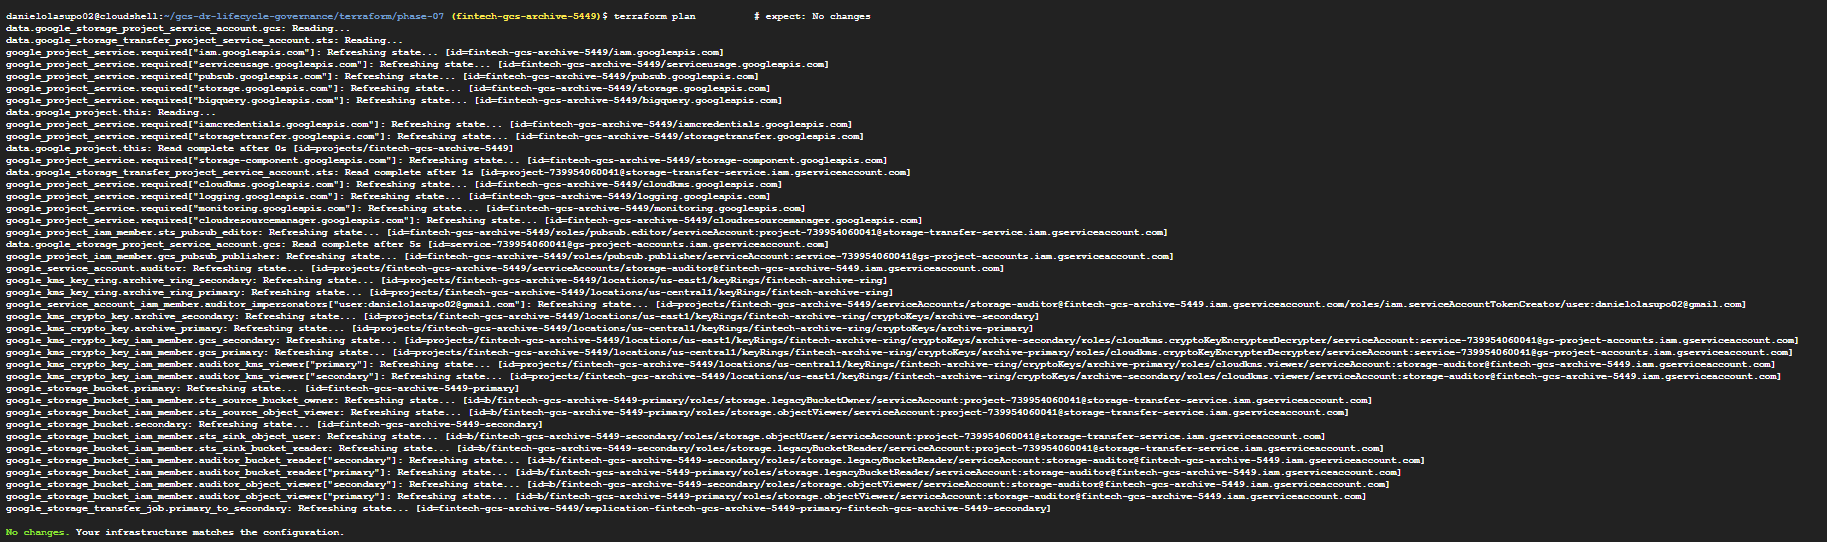 danielolasupo02@cloudshell:~/gcs-dr-lifecycle-governance/terraform/phase-07 (fintech-gcs-archive-5449)$ terraform plan # expect: No changes
data.google_storage_project_service_account.gcs: Reading...
data.google_storage_transfer_project_service_account.sts: Reading...
google_project_service.required["iam.googleapis.com"]: Refreshing state... [id=fintech-gcs-archive-5449/iam.googleapis.com]
google_project_service.required["serviceusage.googleapis.com"]: Refreshing state... [id=fintech-gcs-archive-5449/serviceusage.googleapis.com]
google_project_service.required["pubsub.googleapis.com"]: Refreshing state... [id=fintech-gcs-archive-5449/pubsub.googleapis.com]
google_project_service.required["storage.googleapis.com"]: Refreshing state... [id=fintech-gcs-archive-5449/storage.googleapis.com]
google_project_service.required["bigquery.googleapis.com"]: Refreshing state... [id=fintech-gcs-archive-5449/bigquery.googleapis.com]
data.google_project.this: Reading...
google_project_service.required["iamcredentials.googleapis.com"]: Refreshing state... [id=fintech-gcs-archive-5449/iamcredentials.googleapis.com]
google_project_service.required["storagetransfer.googleapis.com"]: Refreshing state... [id=fintech-gcs-archive-5449/storagetransfer.googleapis.com]
data.google_project.this: Read complete after 0s [id=projects/fintech-gcs-archive-5449]
google_project_service.required["storage-component.googleapis.com"]: Refreshing state... [id=fintech-gcs-archive-5449/storage-component.googleapis.com]
data.google_storage_transfer_project_service_account.sts: Read complete after 1s [id=project-739954060041@storage-transfer-service.iam.gserviceaccount.com]
google_project_service.required["cloudkms.googleapis.com"]: Refreshing state... [id=fintech-gcs-archive-5449/cloudkms.googleapis.com]
google_project_service.required["logging.googleapis.com"]: Refreshing state... [id=fintech-gcs-archive-5449/logging.googleapis.com]
google_project_service.required["monitoring.googleapis.com"]: Refreshing state... [id=fintech-gcs-archive-5449/monitoring.googleapis.com]
google_project_service.required["cloudresourcemanager.googleapis.com"]: Refreshing state... [id=fintech-gcs-archive-5449/cloudresourcemanager.googleapis.com]
google_project_iam_member.sts_pubsub_editor: Refreshing state... [id=fintech-gcs-archive-5449/roles/pubsub.editor/serviceAccount:project-739954060041@storage-transfer-service.iam.gserviceaccount.com]
data.google_storage_project_service_account.gcs: Read complete after 5s [id=service-739954060041@gs-project-accounts.iam.gserviceaccount.com]
google_project_iam_member.gcs_pubsub_publisher: Refreshing state... [id=fintech-gcs-archive-5449/roles/pubsub.publisher/serviceAccount:service-739954060041@gs-project-accounts.iam.gserviceaccount.com]
google_service_account.auditor: Refreshing state... [id=projects/fintech-gcs-archive-5449/serviceAccounts/storage-auditor@fintech-gcs-archive-5449.iam.gserviceaccount.com]
google_kms_key_ring.archive_ring_secondary: Refreshing state... [id=projects/fintech-gcs-archive-5449/locations/us-east1/keyRings/fintech-archive-ring]
google_kms_key_ring.archive_ring_primary: Refreshing state... [id=projects/fintech-gcs-archive-5449/locations/us-central1/keyRings/fintech-archive-ring]
google_service_account_iam_member.auditor_impersonators["user:danielolasupo02@gmail.com"]: Refreshing state... [id=projects/fintech-gcs-archive-5449/serviceAccounts/storage-auditor@fintech-gcs-archive-5449.iam.gserviceaccount.com/roles/iam.serviceAccountTokenCreator/user:danielolasupo02@gmail.com]
google_kms_crypto_key.archive_secondary: Refreshing state... [id=projects/fintech-gcs-archive-5449/locations/us-east1/keyRings/fintech-archive-ring/cryptoKeys/archive-secondary]
google_kms_crypto_key.archive_primary: Refreshing state... [id=projects/fintech-gcs-archive-5449/locations/us-central1/keyRings/fintech-archive-ring/cryptoKeys/archive-primary]
google_kms_crypto_key_iam_member.gcs_secondary: Refreshing state... [id=projects/fintech-gcs-archive-5449/locations/us-east1/keyRings/fintech-archive-ring/cryptoKeys/archive-secondary/roles/cloudkms.cryptoKeyEncrypterDecrypter/serviceAccount:service-739954060041@gs-project-accounts.iam.gserviceaccount.com]
google_kms_crypto_key_iam_member.gcs_primary: Refreshing state... [id=projects/fintech-gcs-archive-5449/locations/us-central1/keyRings/fintech-archive-ring/cryptoKeys/archive-primary/roles/cloudkms.cryptoKeyEncrypterDecrypter/serviceAccount:service-739954060041@gs-project-accounts.iam.gserviceaccount.com]
google_kms_crypto_key_iam_member.auditor_kms_viewer["primary"]: Refreshing state... [id=projects/fintech-gcs-archive-5449/locations/us-central1/keyRings/fintech-archive-ring/cryptoKeys/archive-primary/roles/cloudkms.viewer/serviceAccount:storage-auditor@fintech-gcs-archive-5449.iam.gserviceaccount.com]
google_kms_crypto_key_iam_member.auditor_kms_viewer["secondary"]: Refreshing state... [id=projects/fintech-gcs-archive-5449/locations/us-east1/keyRings/fintech-archive-ring/cryptoKeys/archive-secondary/roles/cloudkms.viewer/serviceAccount:storage-auditor@fintech-gcs-archive-5449.iam.gserviceaccount.com]
google_storage_bucket.primary: Refreshing state... [id=fintech-gcs-archive-5449-primary]
google_storage_bucket_iam_member.sts_source_bucket_owner: Refreshing state... [id=b/fintech-gcs-archive-5449-primary/roles/storage.legacyBucketOwner/serviceAccount:project-739954060041@storage-transfer-service.iam.gserviceaccount.com]
google_storage_bucket_iam_member.sts_source_object_viewer: Refreshing state... [id=b/fintech-gcs-archive-5449-primary/roles/storage.objectViewer/serviceAccount:project-739954060041@storage-transfer-service.iam.gserviceaccount.com]
google_storage_bucket.secondary: Refreshing state... [id=fintech-gcs-archive-5449-secondary]
google_storage_bucket_iam_member.sts_sink_object_user: Refreshing state... [id=b/fintech-gcs-archive-5449-secondary/roles/storage.objectUser/serviceAccount:project-739954060041@storage-transfer-service.iam.gserviceaccount.com]
google_storage_bucket_iam_member.sts_sink_bucket_reader: Refreshing state... [id=b/fintech-gcs-archive-5449-secondary/roles/storage.legacyBucketReader/serviceAccount:project-739954060041@storage-transfer-service.iam.gserviceaccount.com]
google_storage_bucket_iam_member.auditor_bucket_reader["secondary"]: Refreshing state... [id=b/fintech-gcs-archive-5449-secondary/roles/storage.legacyBucketReader/serviceAccount:storage-auditor@fintech-gcs-archive-5449.iam.gserviceaccount.com]
google_storage_bucket_iam_member.auditor_bucket_reader["primary"]: Refreshing state... [id=b/fintech-gcs-archive-5449-primary/roles/storage.legacyBucketReader/serviceAccount:storage-auditor@fintech-gcs-archive-5449.iam.gserviceaccount.com]
google_storage_bucket_iam_member.auditor_object_viewer["secondary"]: Refreshing state... [id=b/fintech-gcs-archive-5449-secondary/roles/storage.objectViewer/serviceAccount:storage-auditor@fintech-gcs-archive-5449.iam.gserviceaccount.com]
google_storage_bucket_iam_member.auditor_object_viewer["primary"]: Refreshing state... [id=b/fintech-gcs-archive-5449-primary/roles/storage.objectViewer/serviceAccount:storage-auditor@fintech-gcs-archive-5449.iam.gserviceaccount.com]
google_storage_transfer_job.primary_to_secondary: Refreshing state... [id=fintech-gcs-archive-5449/replication-fintech-gcs-archive-5449-primary-fintech-gcs-archive-5449-secondary]
No changes. Your infrastructure matches the configuration.